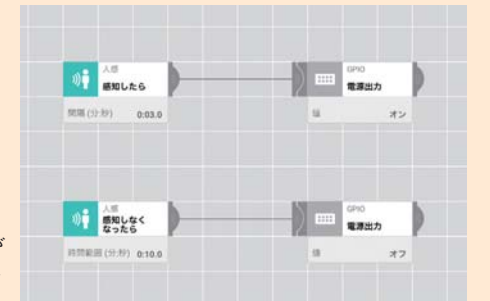 人感
感知したら
間隔 (分:秒) 0:03.0
GPIO
電源出力
値 オン
人感
感知しなく
なったら
時間範囲 (分:秒) 0:10.0
GPIO
電源出力
値 オフ
が